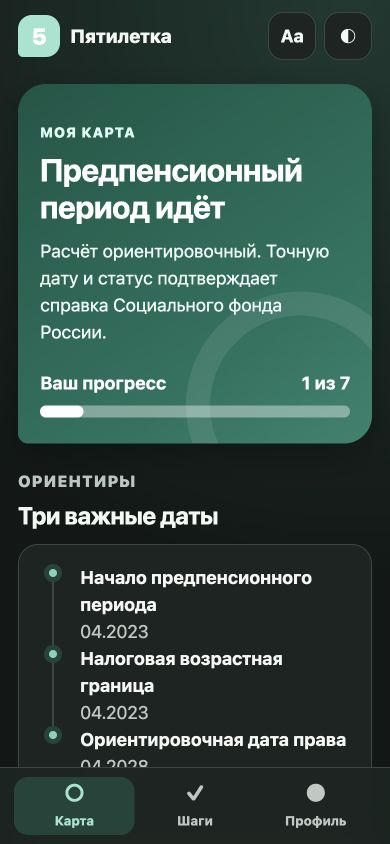 5
Пятилетка
Aa
МОЯ КАРТА
Предпенсионный
период идёт
Расчёт ориентировочный. Точную
дату и статус подтверждает
справка Социального фонда
России.
Ваш прогресс
1 из 7
ОРИЕНТИРЫ
Три важные даты
Начало предпенсионного
периода
04.2023
Налоговая возрастная
граница
04.2023
Ориентировочная дата права
04.2028
Карта
Шаги
Профиль